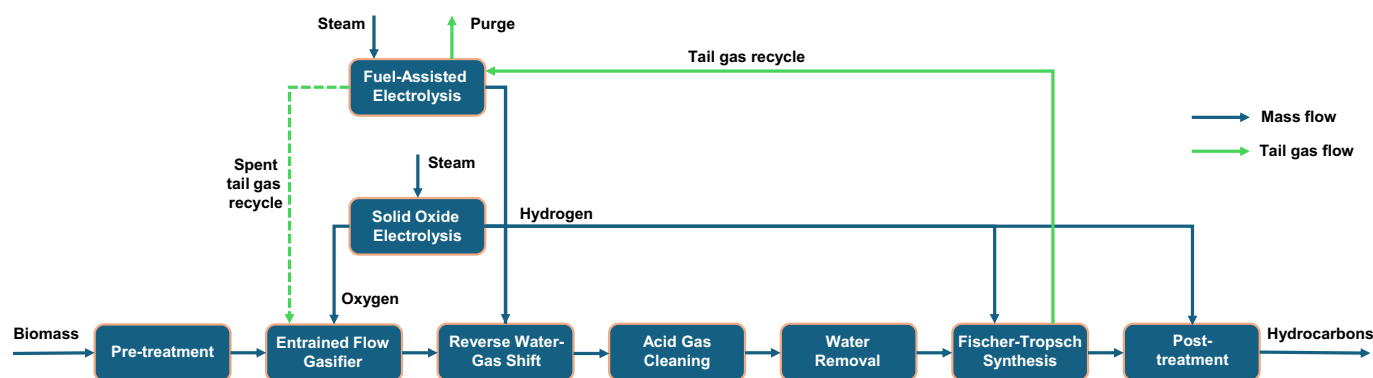 Steam
Purge
Fuel-Assisted
Electrolysis
Tail gas recycle
Mass flow
Tail gas flow
Spent
tail gas
recycle
Steam
Solid Oxide
Electrolysis
Hydrogen
Oxygen
Biomass
Pre-treatment
Entrained Flow
Gasifier
Reverse Water-
Gas Shift
Acid Gas
Cleaning
Water
Removal
Fischer-Tropsch
Synthesis
Post-
treatment
Hydrocarbons